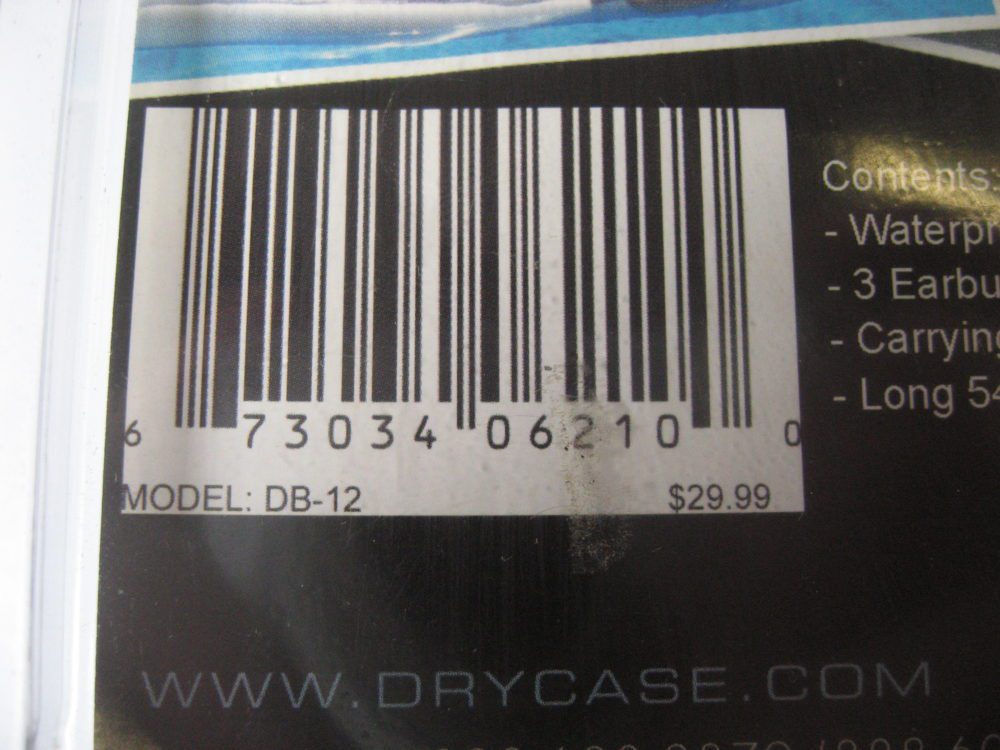 Contents:
- Waterpr
- 3 Earbu
- Carrying
- Long 54
6 73034 06210 0
MODEL: DB-12 $29.99
WWW.DRYCASE.COM